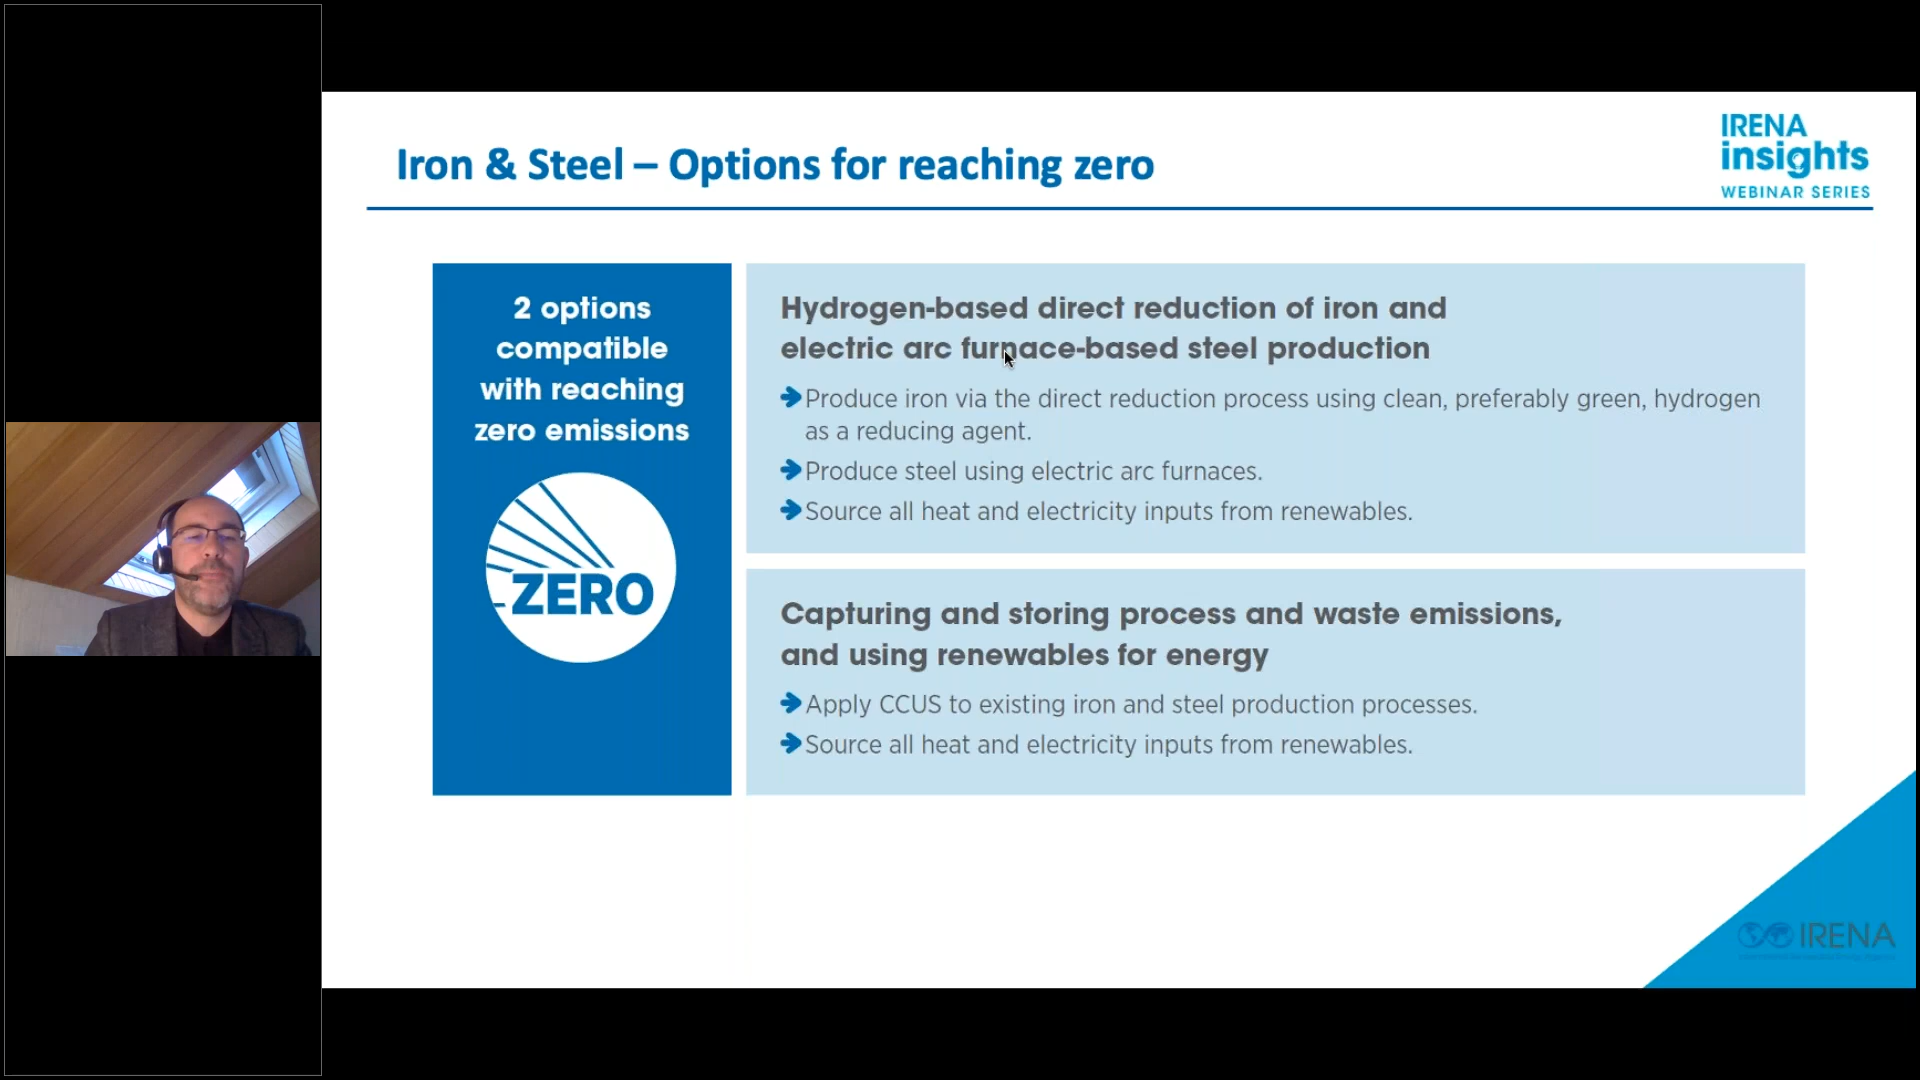 Iron & Steel – Options for reaching zero
IRENA
insights
WEBINAR SERIES
2 options
compatible
with reaching
zero emissions
ZERO
Hydrogen-based direct reduction of iron and
electric arc furnace-based steel production
Produce iron via the direct reduction process using clean, preferably green, hydrogen
as a reducing agent.
Produce steel using electric arc furnaces.
Source all heat and electricity inputs from renewables.
Capturing and storing process and waste emissions,
and using renewables for energy
Apply CCUS to existing iron and steel production processes.
Source all heat and electricity inputs from renewables.
IRENA